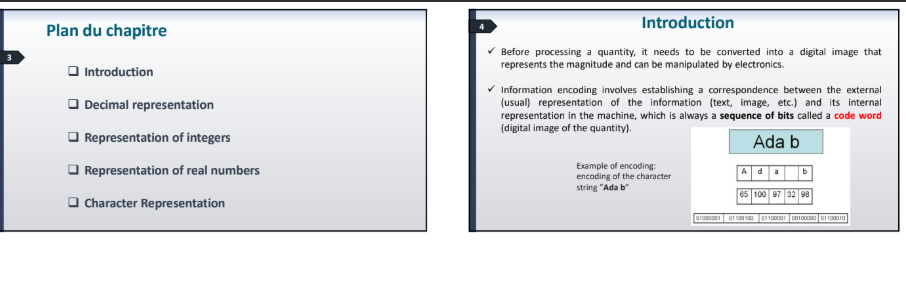 Plan du chapitre
3
Introduction
Decimal representation
Representation of integers
Representation of real numbers
Character Representation
4
Introduction
Before processing a quantity, it needs to be converted into a digital image that
represents the magnitude and can be manipulated by electronics.
Information encoding involves establishing a correspondence between the external
(usual) representation of the information (text, image, etc.) and its internal
representation in the machine, which is always a sequence of bits called a code word
(digital image of the quantity).
Example of encoding:
encoding of the character
string "Ada b"
Ada b
A d a b
65 100 97 32 98
01000001 01100100 01100001 00100000 01100010